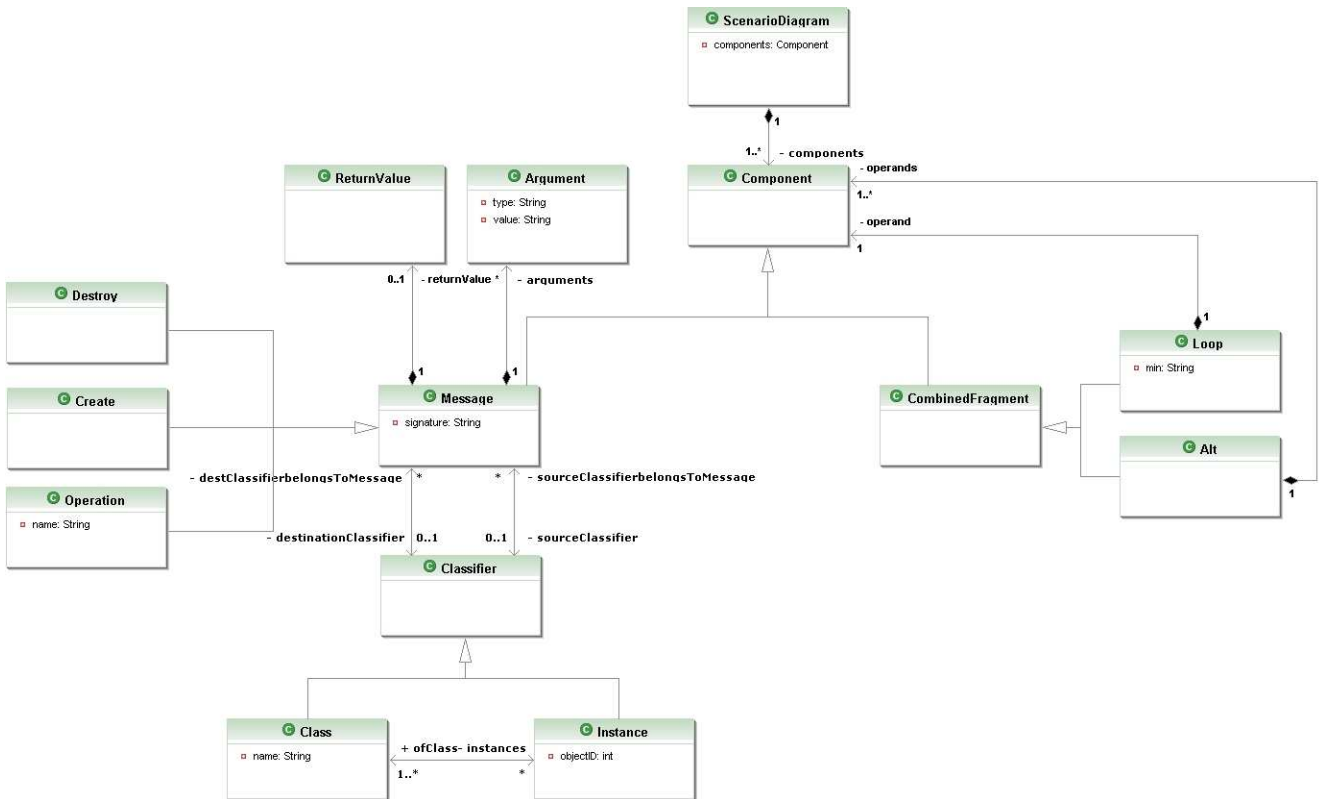 C ScenarioDiagram
components: Component
1
1..* - components
C ReturnValue
C Argument
type: String
value: String
C Component
- operands
1..*
- operand
1
0..1 - returnValue * - arguments
C Destroy
1
C Loop
min: String
1 1
C Create
C Message
signature: String
C CombinedFragment
C Alt
1
- destClassifierbelongsToMessage * * - sourceClassifierbelongsToMessage
C Operation
name: String
- destinationClassifier 0..1 0..1 - sourceClassifier
C Classifier
C Class
name: String
+ ofClass- instances
1..* *
C Instance
objectID: int